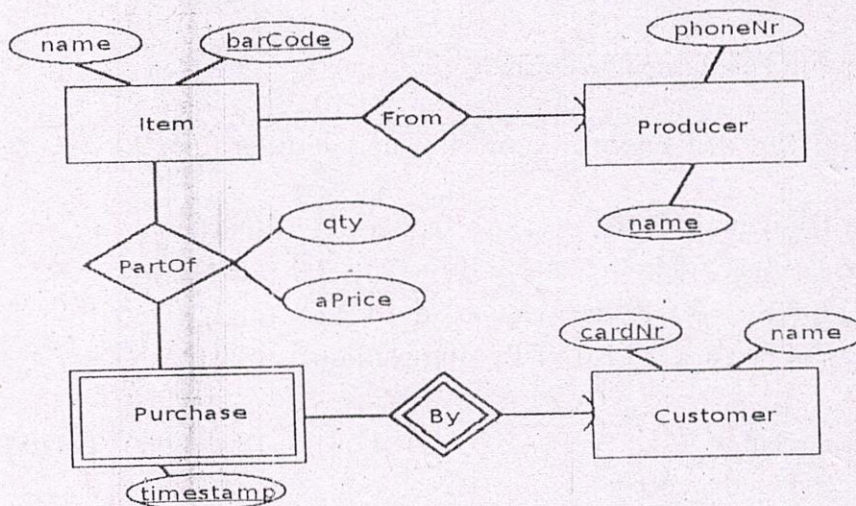 name
barCode
phoneNr
Item
From
Producer
name
qty
PartOf
aPrice
cardNr
name
Purchase
By
Customer
timestamp